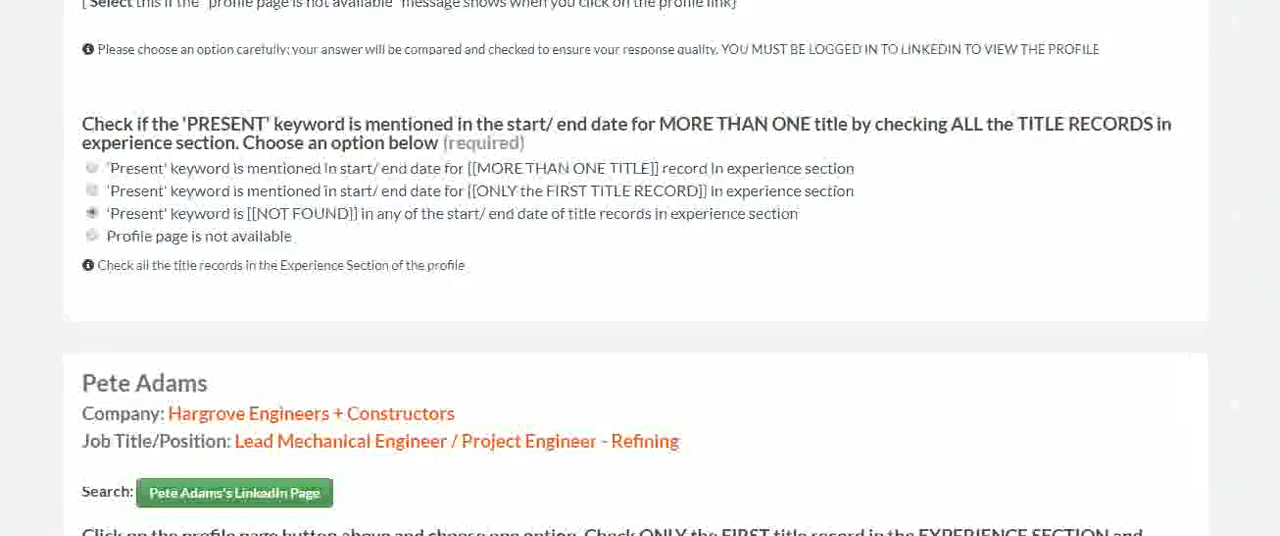 [ Select this if the "profile page is not available" message shows when you click on the profile link}
Please choose an option carefully; your answer will be compared and checked to ensure your response quality. YOU MUST BE LOGGED IN TO LINKEDIN TO VIEW THE PROFILE
Check if the 'PRESENT' keyword is mentioned in the start/ end date for MORE THAN ONE title by checking ALL the TITLE RECORDS in
experience section. Choose an option below (required)
'Present' keyword is mentioned in start/ end date for [[MORE THAN ONE TITLE]] record in experience section
'Present' keyword is mentioned in start/ end date for [[ONLY the FIRST TITLE RECORD]] in experience section
'Present' keyword is [[NOT FOUND]] in any of the start/ end date of title records in experience section
Profile page is not available
Check all the title records in the Experience Section of the profile
Pete Adams
Company: Hargrove Engineers + Constructors
Job Title/Position: Lead Mechanical Engineer / Project Engineer - Refining
Search: Pete Adams's LinkedIn Page
Click on the profile page button above and choose one option. Check ONLY the FIRST title record in the EXPERIENCE SECTION and